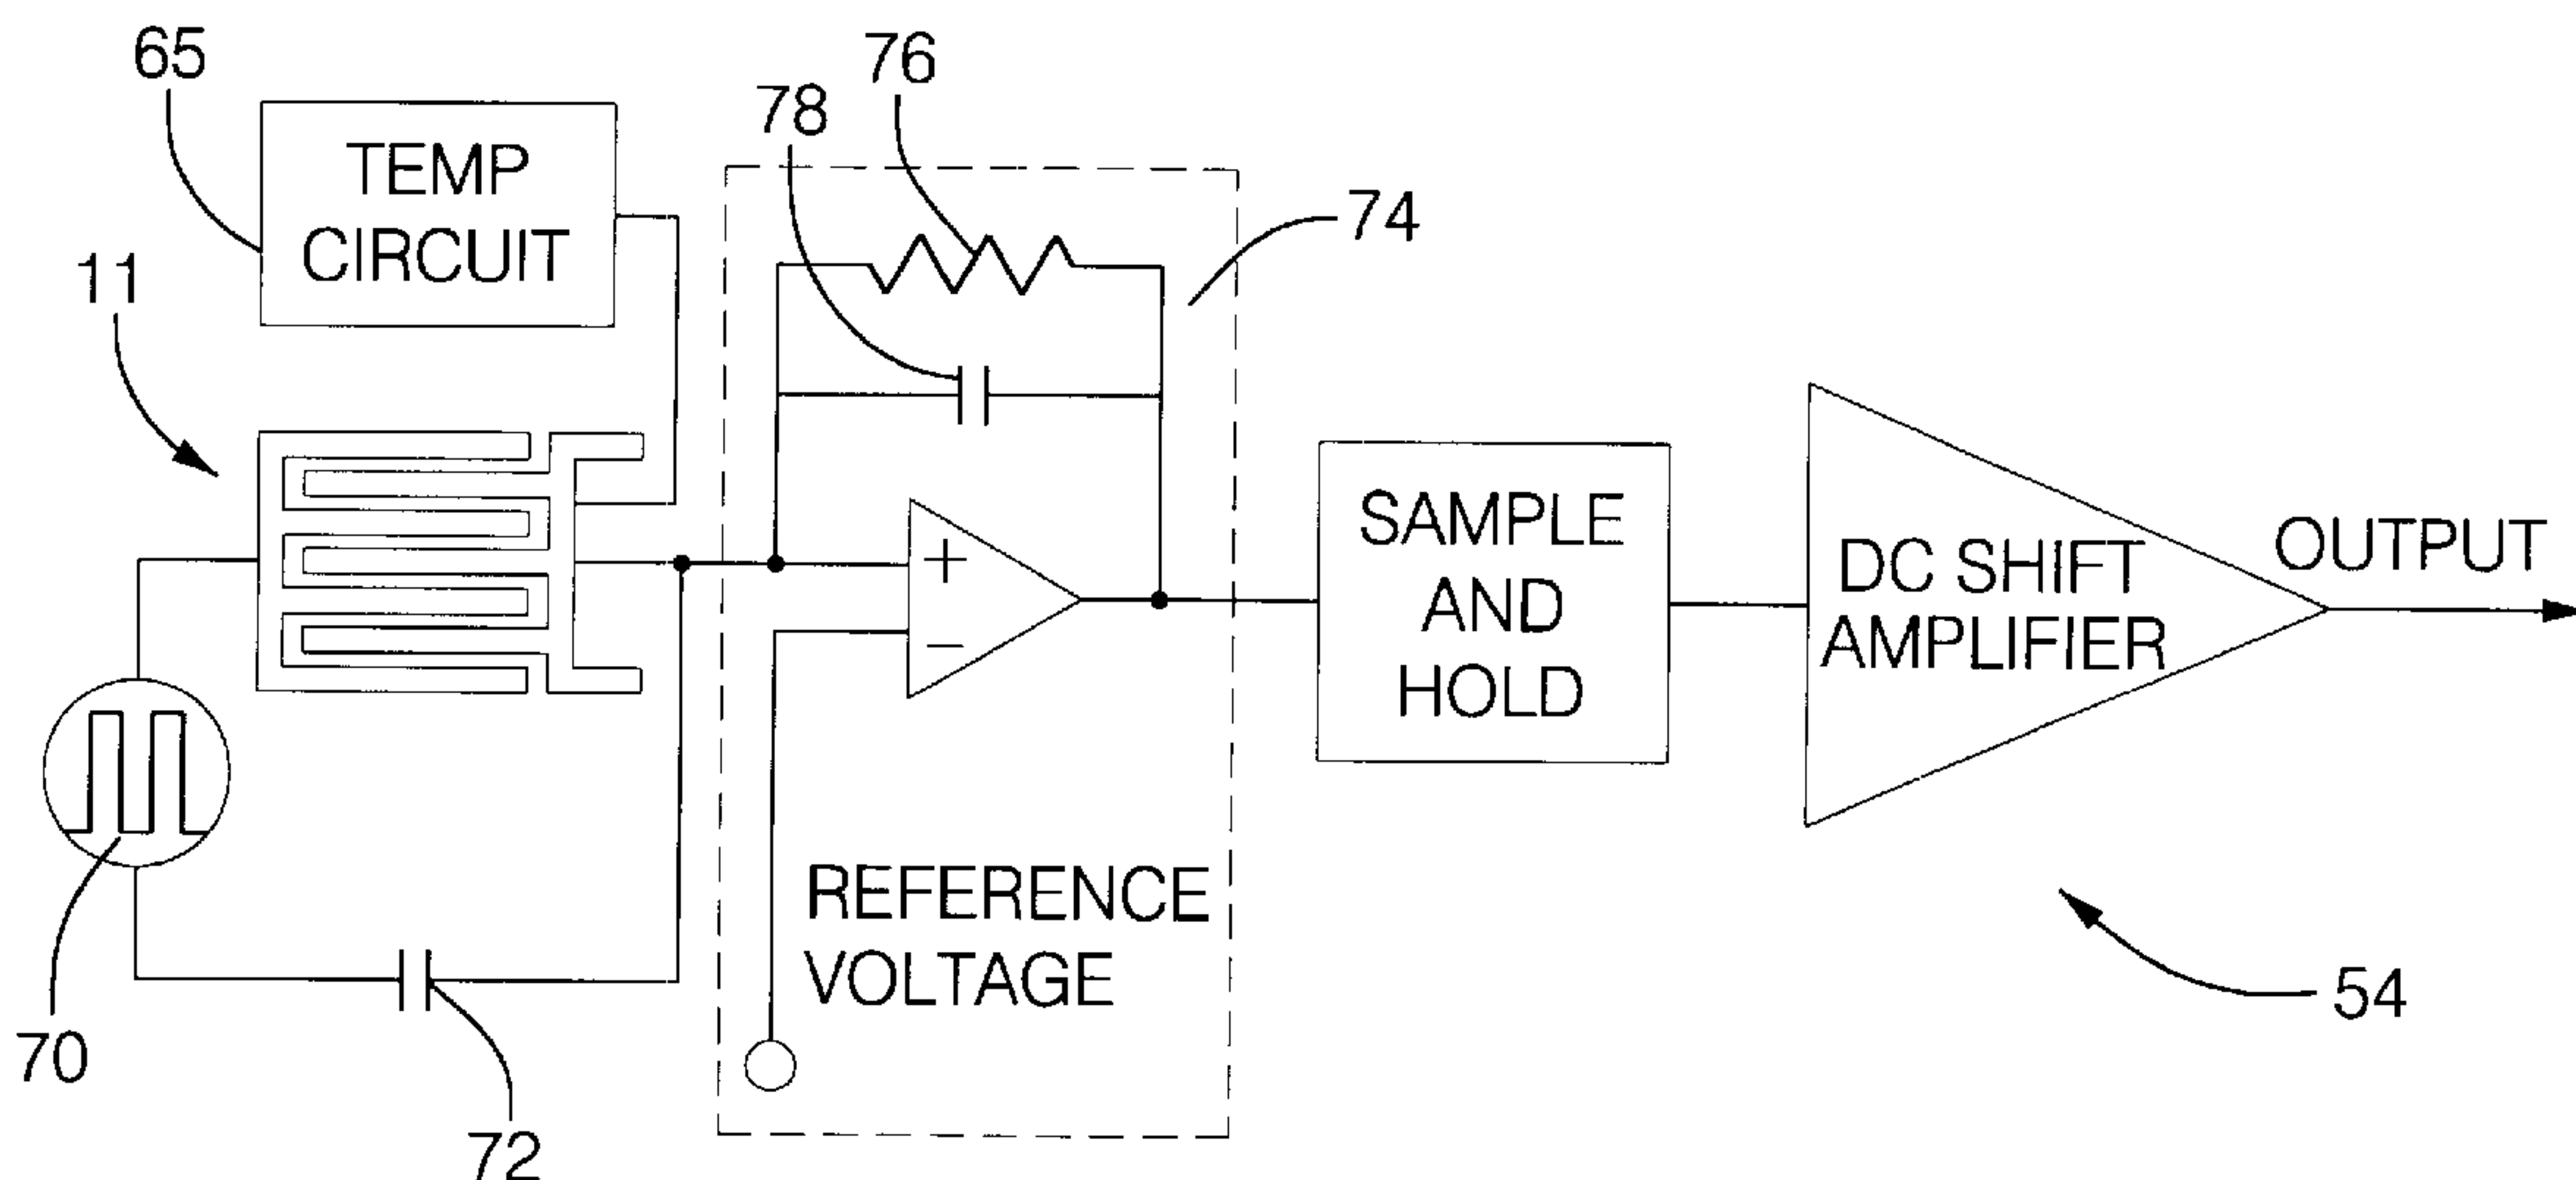 65
76
78
TEMP
CIRCUIT
74
11
+
−
SAMPLE
AND
HOLD
DC SHIFT
AMPLIFIER
OUTPUT
REFERENCE
VOLTAGE
54
70
72